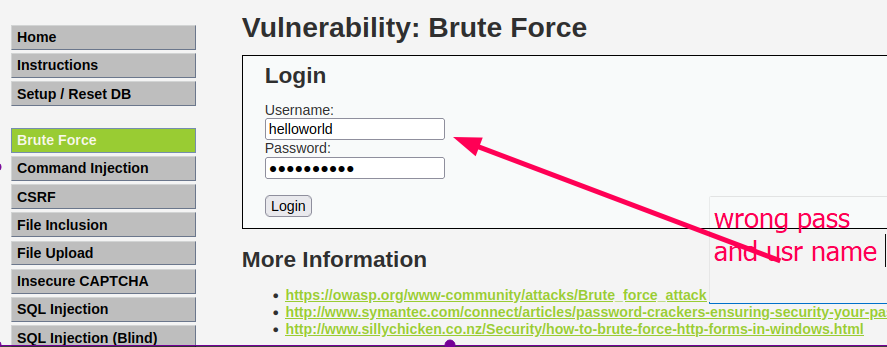 Home
Instructions
Setup / Reset DB
Brute Force
Command Injection
CSRF
File Inclusion
File Upload
Insecure CAPTCHA
SQL Injection
SQL Injection (Blind)
Vulnerability: Brute Force
Login
Username:
helloworld
Password:
●●●●●●●●●●
Login
wrong pass
and usr name
More Information
https://owasp.org/www-community/attacks/Brute_force_attack
http://www.symantec.com/connect/articles/password-crackers-ensuring-security-your-pa
http://www.sillychicken.co.nz/Security/how-to-brute-force-http-forms-in-windows.html